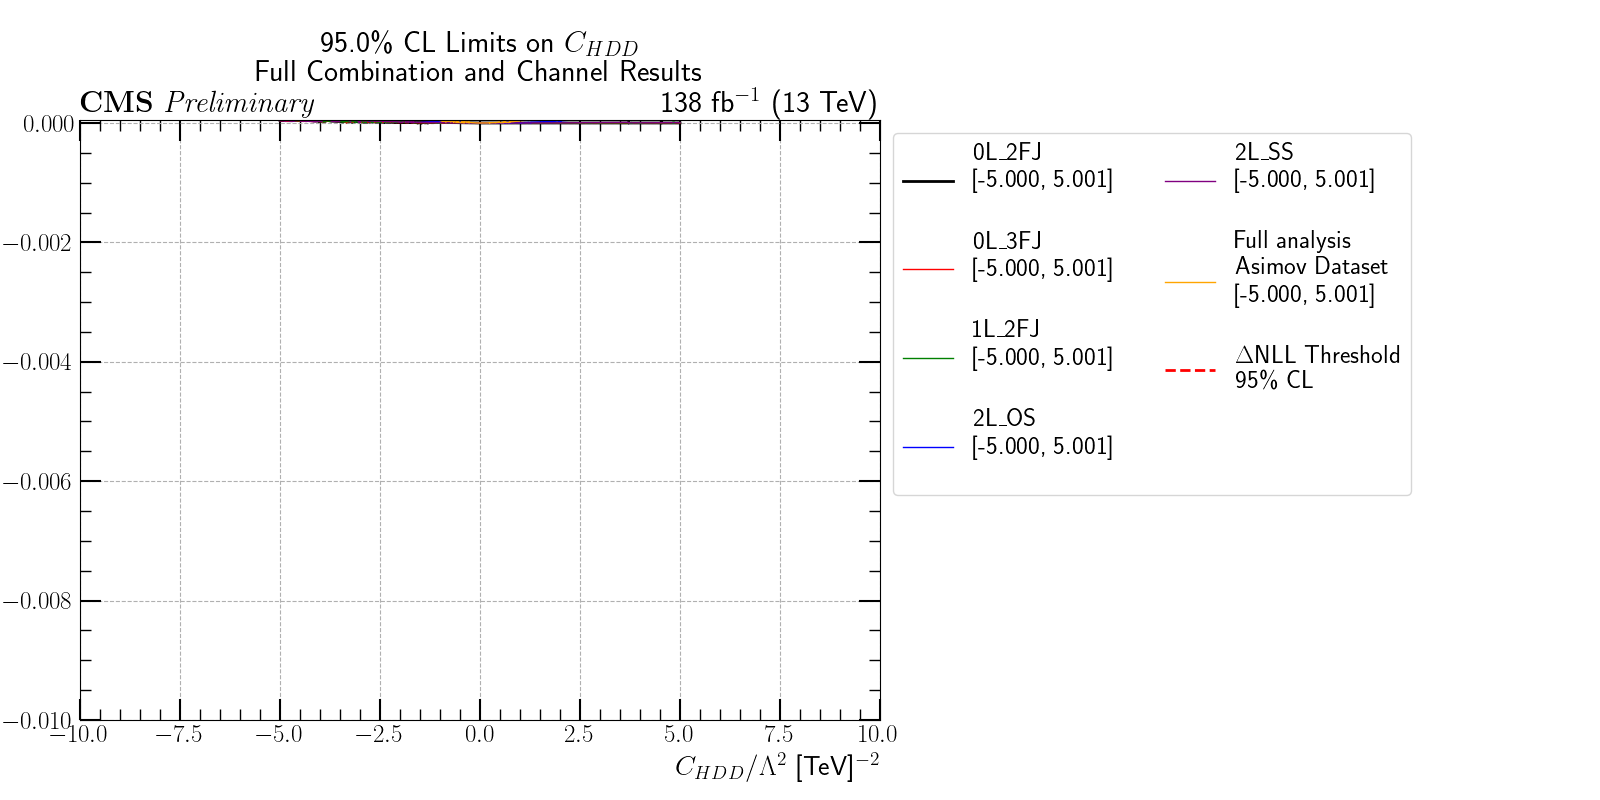 95.0% CL Limits on C_{HDD}
Full Combination and Channel Results
CMS Preliminary
138 fb^{-1} (13 TeV)
0.000
−0.002
−0.004
−0.006
−0.008
−0.010
−10.0
−7.5
−5.0
−2.5
0.0
2.5
5.0
7.5
10.0
C_{HDD}/Λ^2 [TeV]^{-2}
0L_2FJ
[-5.000, 5.001]
0L_3FJ
[-5.000, 5.001]
1L_2FJ
[-5.000, 5.001]
2L_OS
[-5.000, 5.001]
2L_SS
[-5.000, 5.001]
Full analysis
Asimov Dataset
[-5.000, 5.001]
ΔNLL Threshold
95% CL